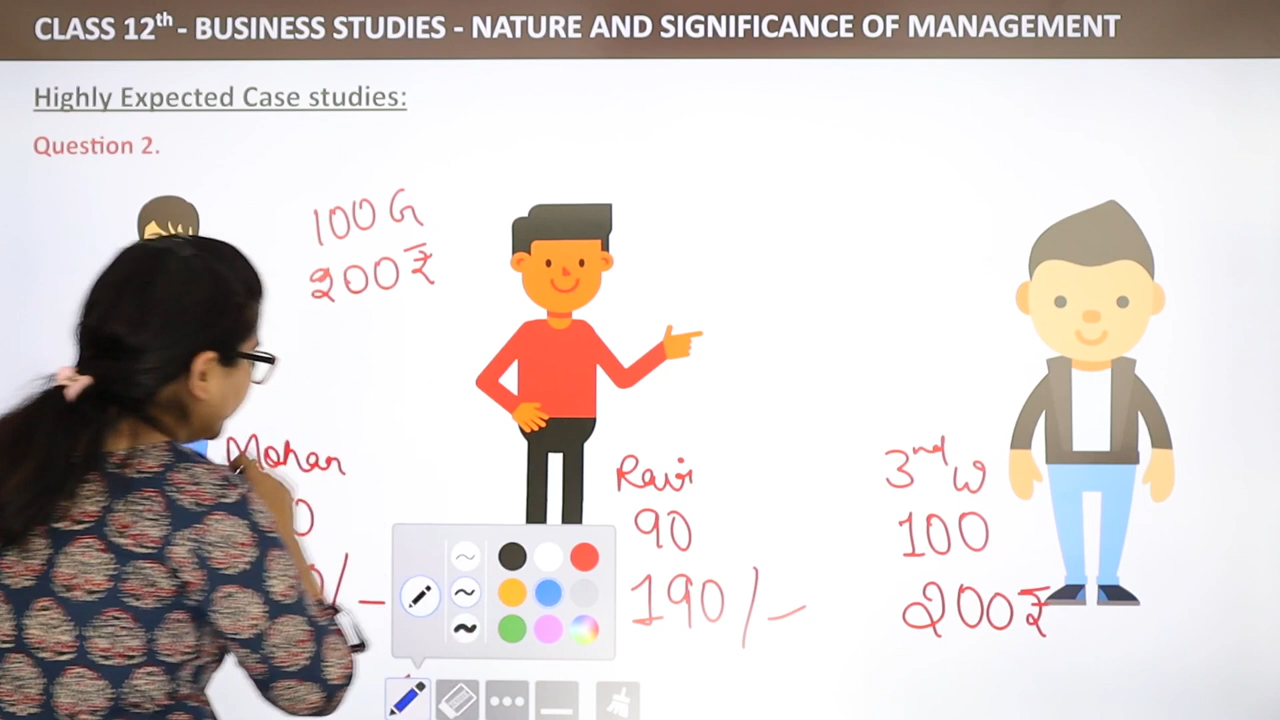 CLASS 12th - BUSINESS STUDIES - NATURE AND SIGNIFICANCE OF MANAGEMENT
Highly Expected Case studies:
Question 2.
100 G
200 ₹
Mohan
Ravi
90
190/-
3nd W
100
200 ₹